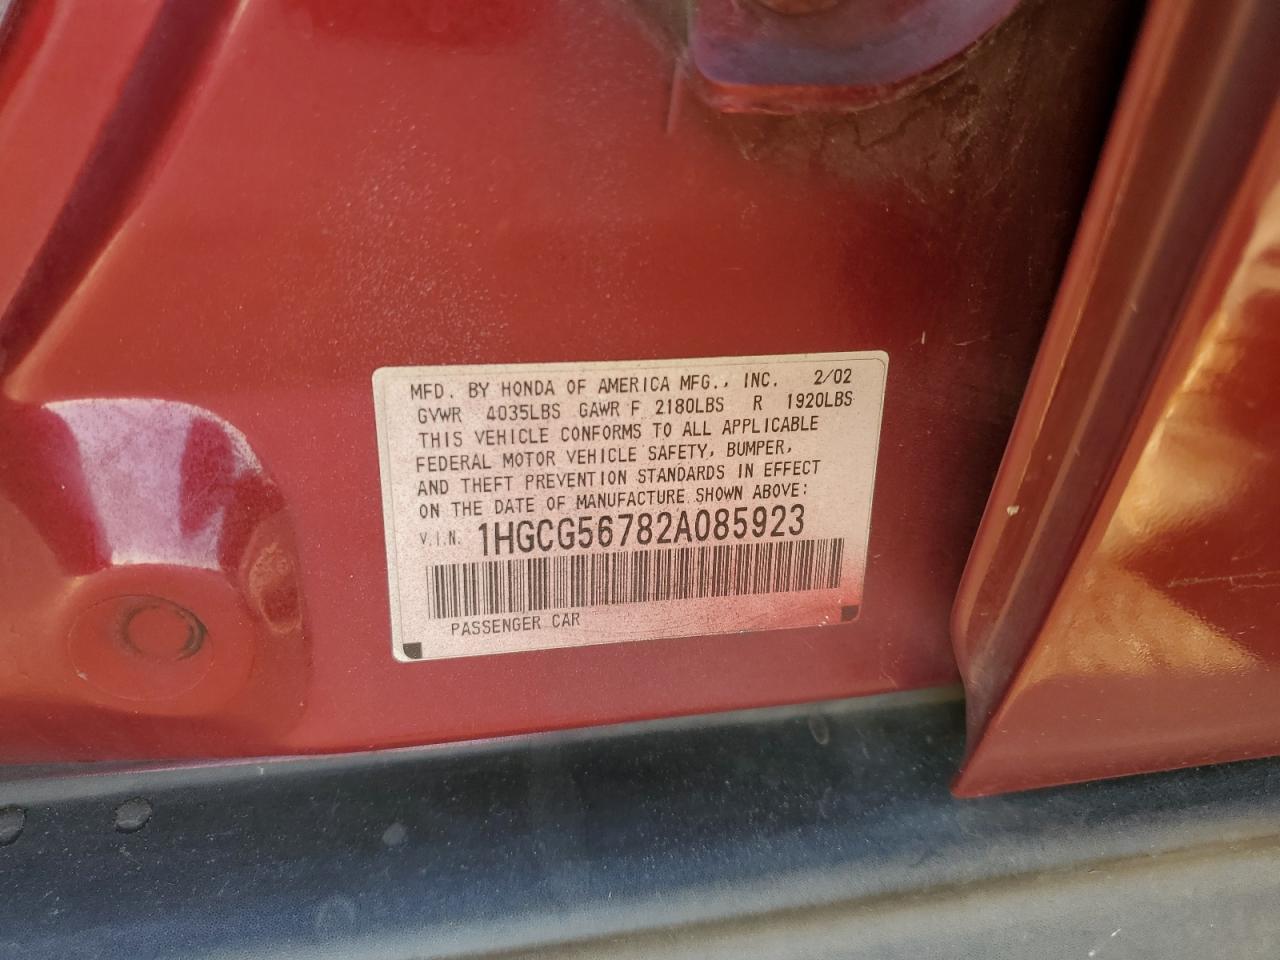 MFD. BY HONDA OF AMERICA MFG., INC. 2/02
GVWR 4035LBS GAWR F 2180LBS R 1920LBS
THIS VEHICLE CONFORMS TO ALL APPLICABLE
FEDERAL MOTOR VEHICLE SAFETY, BUMPER,
AND THEFT PREVENTION STANDARDS IN EFFECT
ON THE DATE OF MANUFACTURE SHOWN ABOVE:
V.I.N. 1HGCG56782A085923
PASSENGER CAR